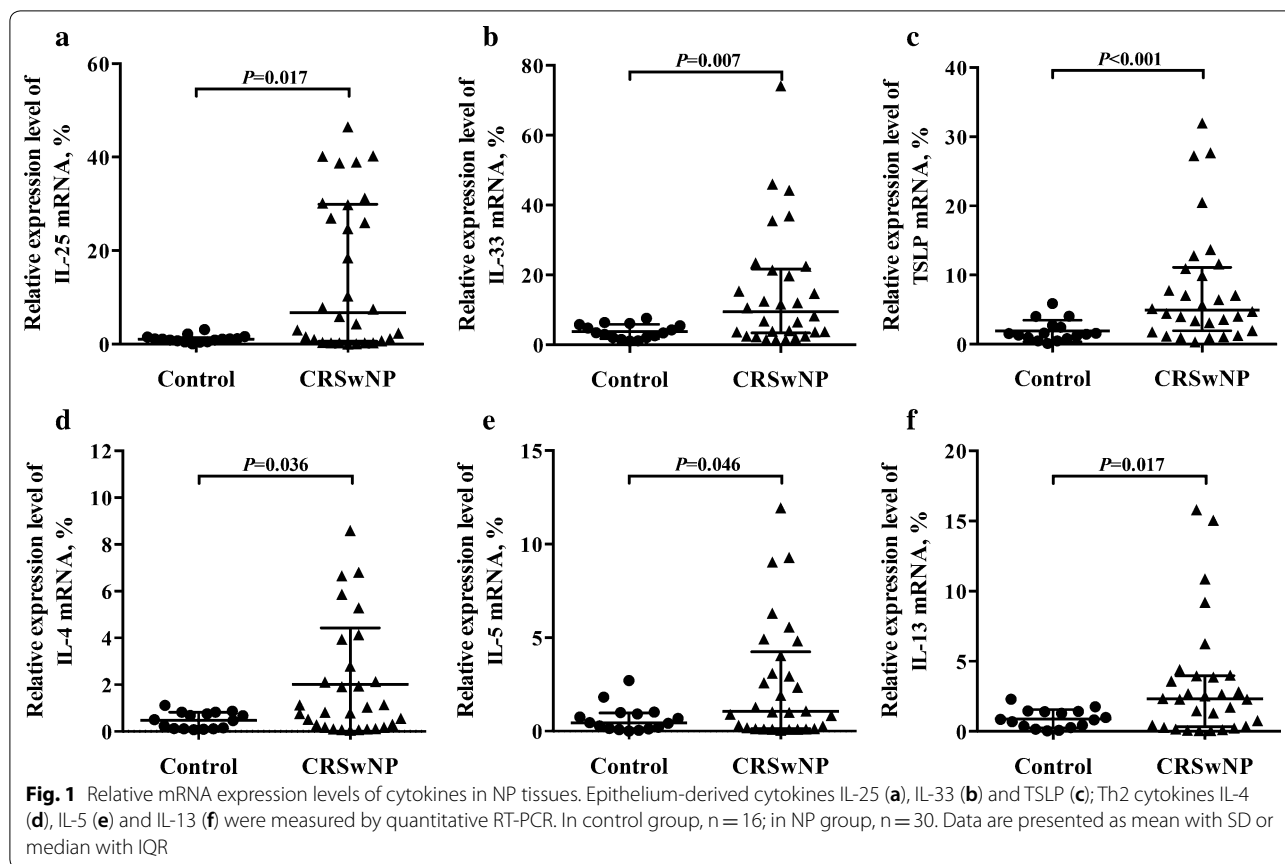 a
60
40
20
0
Relative expression level of
IL-25 mRNA, %
P=0.017
Control
CRSwNP
b
80
60
40
20
0
Relative expression level of
IL-33 mRNA, %
P=0.007
Control
CRSwNP
c
40
30
20
10
0
Relative expression level of
TSLP mRNA, %
P<0.001
Control
CRSwNP
d
12
10
8
6
4
2
0
Relative expression level of
IL-4 mRNA, %
P=0.036
Control
CRSwNP
e
15
10
5
0
Relative expression level of
IL-5 mRNA, %
P=0.046
Control
CRSwNP
f
20
15
10
5
0
Relative expression level of
IL-13 mRNA, %
P=0.017
Control
CRSwNP
Fig. 1 Relative mRNA expression levels of cytokines in NP tissues. Epithelium-derived cytokines IL-25 (a), IL-33 (b) and TSLP (c); Th2 cytokines IL-4
(d), IL-5 (e) and IL-13 (f) were measured by quantitative RT-PCR. In control group, n = 16; in NP group, n = 30. Data are presented as mean with SD or
median with IQR